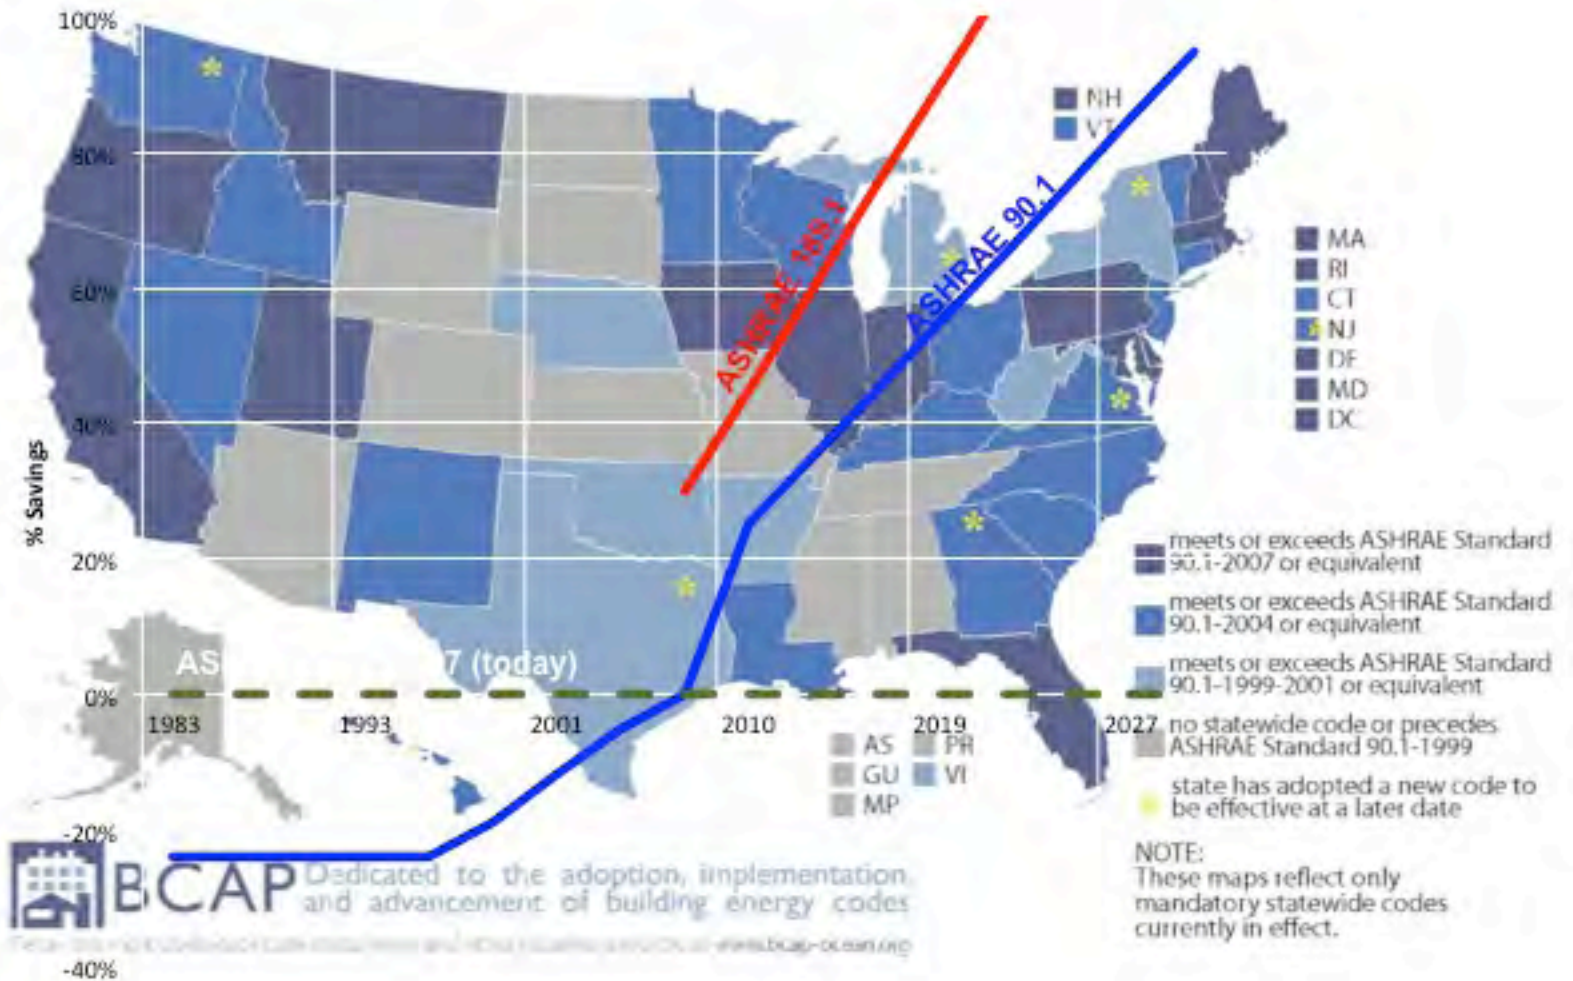 100%
80%
60%
40%
20%
0%
-20%
-40%
% Savings
ASHRAE 189.1
ASHRAE 90.1
NH
VT
MA
RI
CT
NJ
DE
MD
DC
meets or exceeds ASHRAE Standard
90.1-2007 or equivalent
meets or exceeds ASHRAE Standard
90.1-2004 or equivalent
meets or exceeds ASHRAE Standard
90.1-1999-2001 or equivalent
no statewide code or precedes
ASHRAE Standard 90.1-1999
state has adopted a new code to
be effective at a later date
NOTE:
These maps reflect only
mandatory statewide codes
currently in effect.
AS 7 (today)
1983 1993 2001 2010 2019 2027
AS PR
GU VI
MP
BCAP
Dedicated to the adoption, implementation,
and advancement of building energy codes
www.bcap-ocean.org